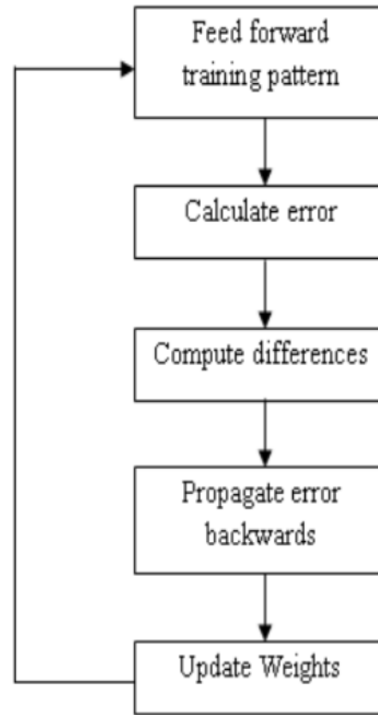 Feed forward
training pattern
Calculate error
Compute differences
Propagate error
backwards
Update Weights